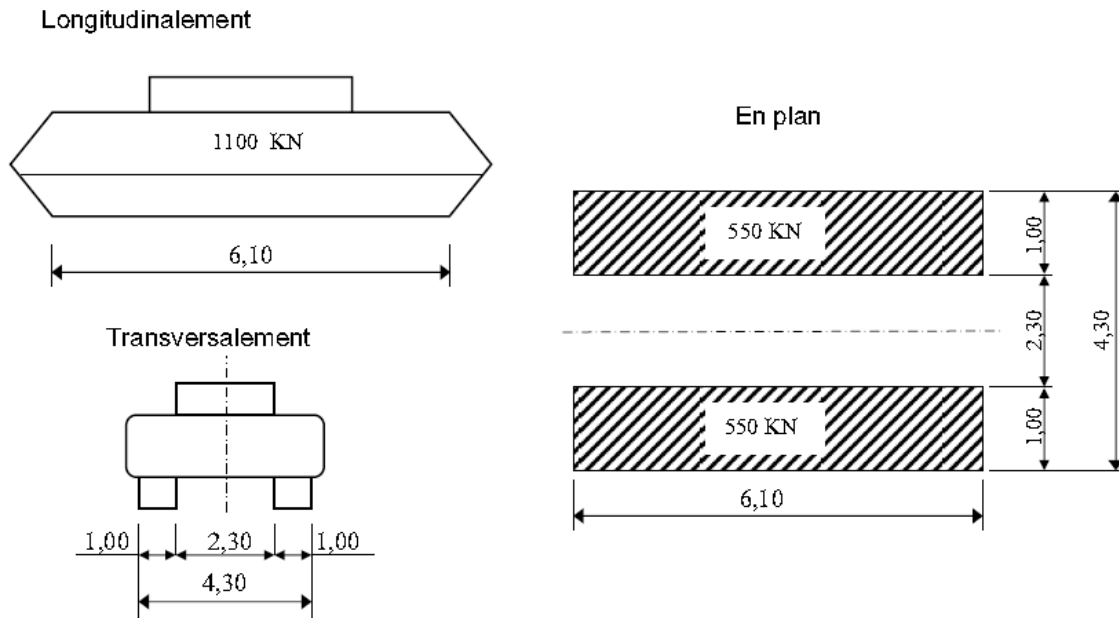 Longitudinalement
1100 KN
6,10
Transversalement
1,00 2,30 1,00
4,30
En plan
550 KN
1,00
2,30
4,30
550 KN
1,00
6,10